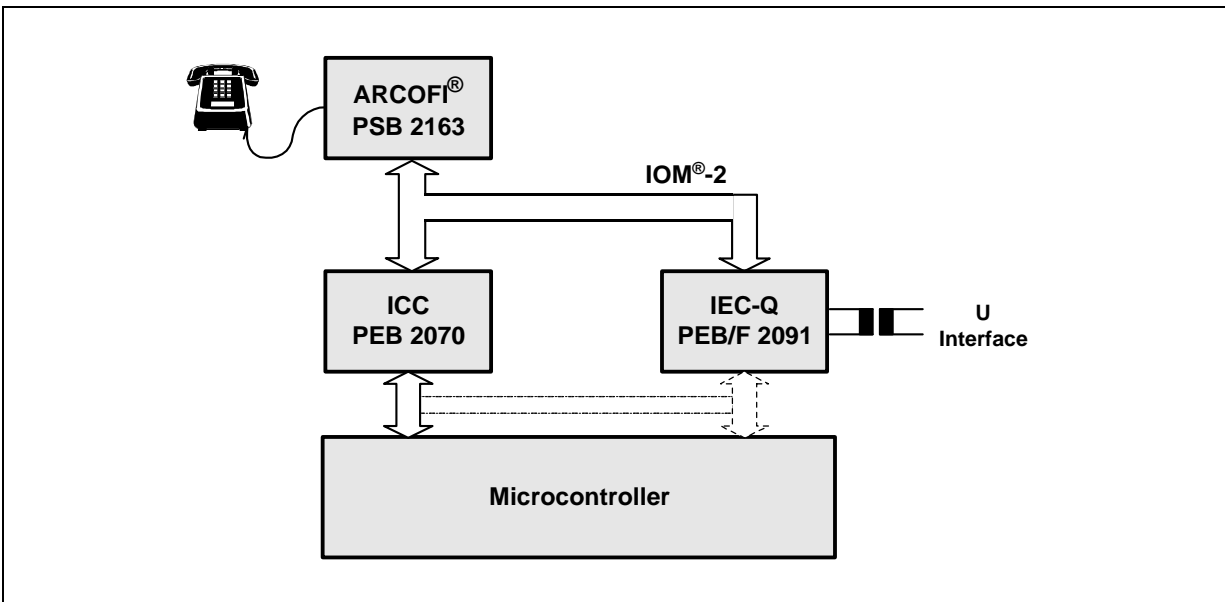 ARCOFI®
PSB 2163
IOM®-2
ICC
PEB 2070
IEC-Q
PEB/F 2091
U
Interface
Microcontroller